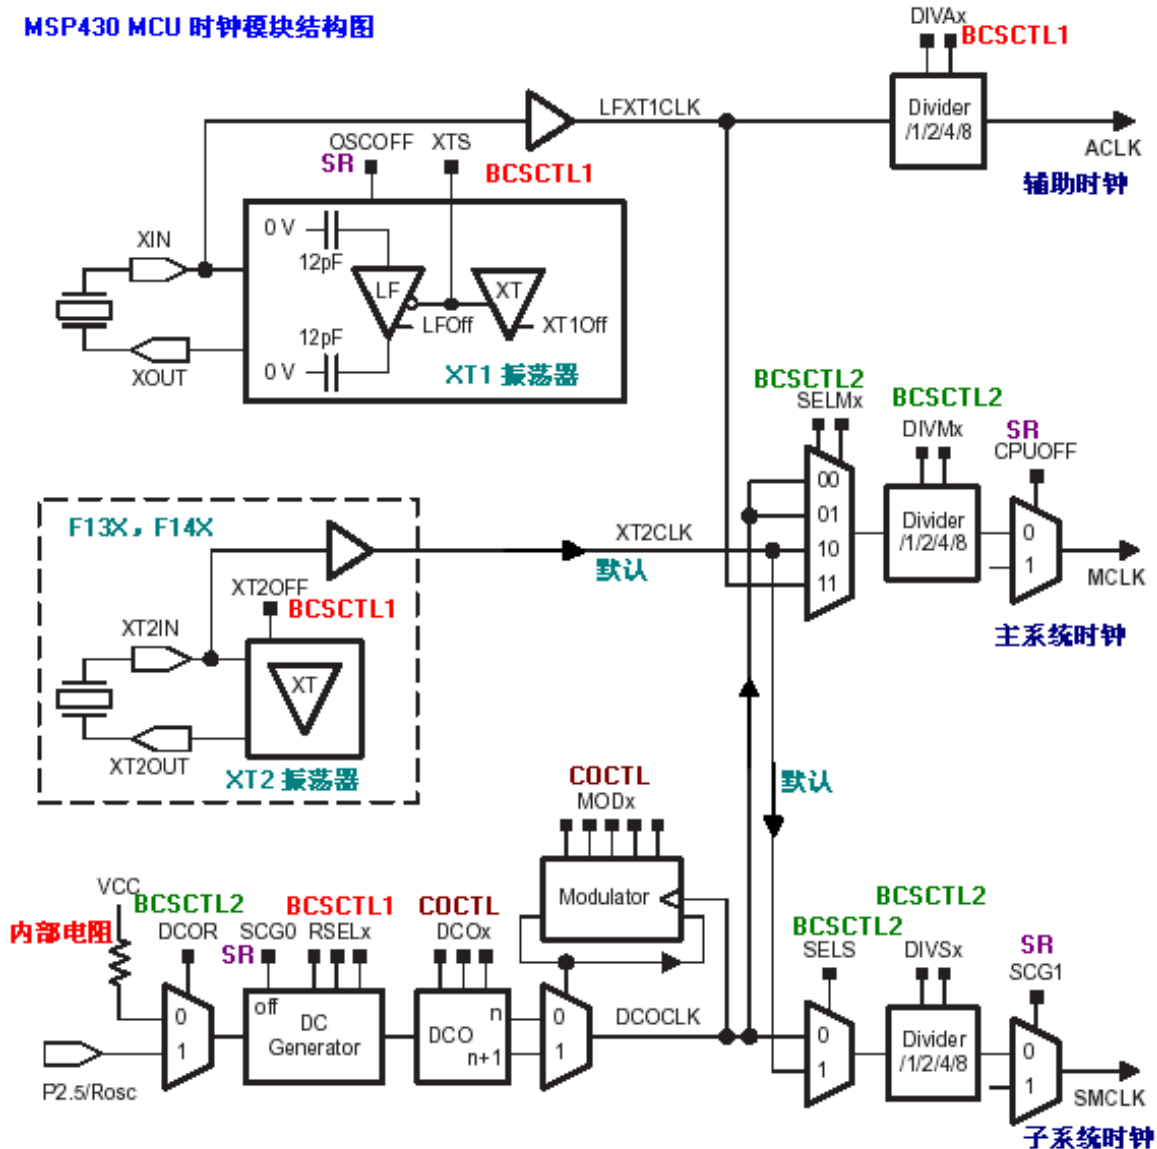 MSP430 MCU 时钟模块结构图
DIVAx
BCSCTL1
LFXT1CLK
Divider
/1/2/4/8
ACLK
辅助时钟
OSCOFF
XTS
SR
BCSCTL1
XIN
0 V
12pF
LF
XT
LFOff
XT1Off
12pF
0 V
XOUT
XT1 振荡器
BCSCTL2
SELMx
BCSCTL2
DIVMx
SR
CPUOFF
00
01
10
11
Divider
/1/2/4/8
0
1
MCLK
主系统时钟
F13X，F14X
XT2CLK
默认
XT2OFF
BCSCTL1
XT2IN
XT
XT2OUT
XT2 振荡器
默认
COCTL
MODx
Modulator
VCC
内部电阻
BCSCTL2
DCOR
SR
SCG0
BCSCTL1
RSELx
COCTL
DCOx
0
1
off
DC
Generator
DCO
n
n+1
0
1
DCOCLK
P2.5/Rosc
BCSCTL2
SELS
BCSCTL2
DIVSx
SR
SCG1
0
1
Divider
/1/2/4/8
0
1
SMCLK
子系统时钟